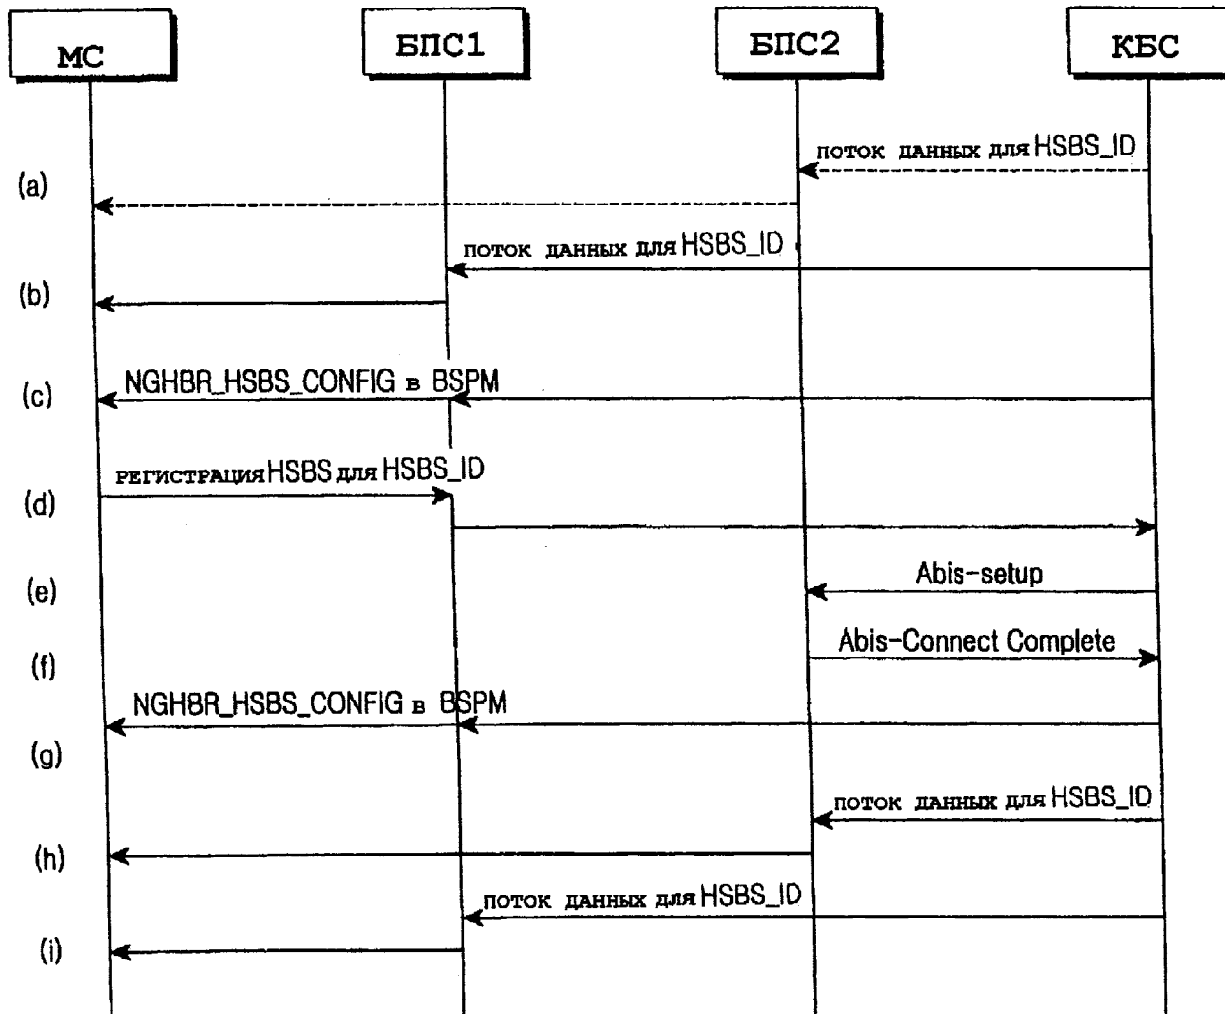 МС
БПС1
БПС2
КБС
поток данных для HSBS_ID
(a)
поток данных для HSBS_ID
(b)
NGHBR_HSBS_CONFIG в BSPM
(c)
регистрация HSBS для HSBS_ID
(d)
Abis-setup
(e)
Abis-Connect Complete
(f)
NGHBR_HSBS_CONFIG в BSPM
(g)
поток данных для HSBS_ID
(h)
поток данных для HSBS_ID
(i)